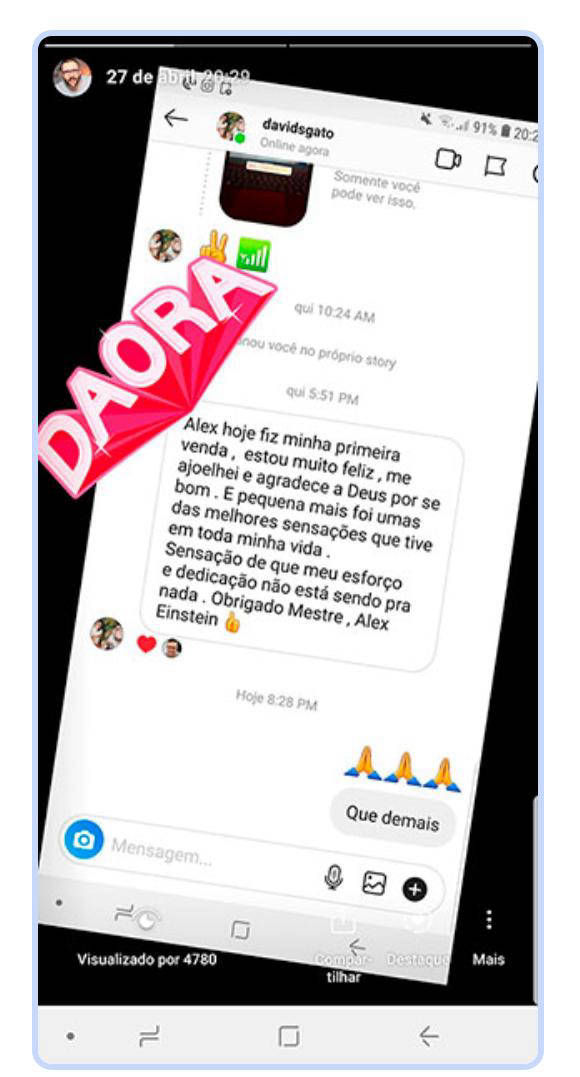 27 de abril 20:29
91% 20:2
davidsgato
Online agora
Somente você
pode ver isso.
qui 10:24 AM
nou você no próprio story
DAORA
qui 5:51 PM
Alex hoje fiz minha primeira
venda , estou muito feliz , me
ajoelhei e agradece a Deus por se
bom . E pequena mais foi umas
das melhores sensações que tive
em toda minha vida .
Sensação de que meu esforço
e dedicação não está sendo pra
nada . Obrigado Mestre , Alex
Einstein 👍
Hoje 8:28 PM
🙏🙏🙏
Que demais
Mensagem...
Visualizado por 4780
Compar-
tilhar
Destaque
Mais